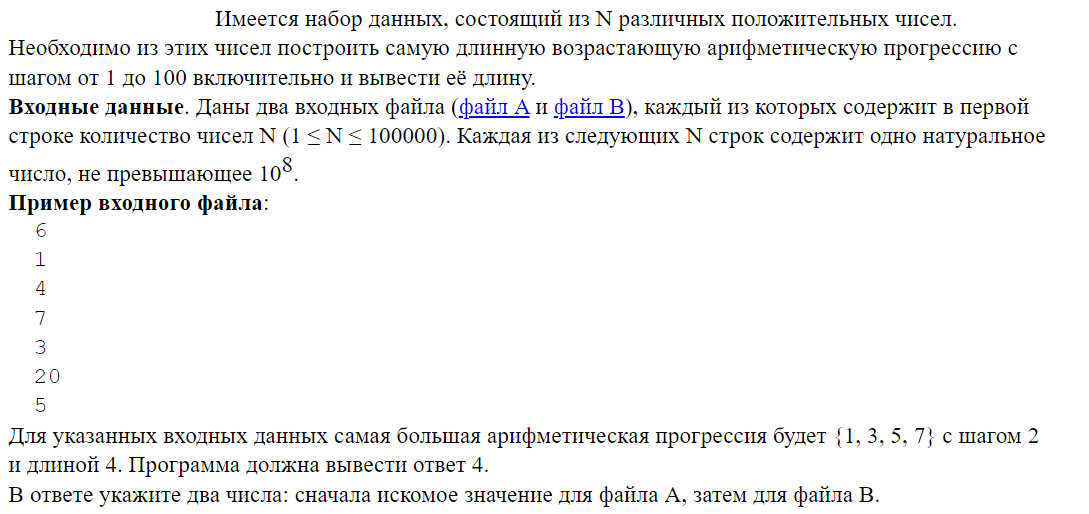 Имеется набор данных, состоящий из N различных положительных чисел.
Необходимо из этих чисел построить самую длинную возрастающую арифметическую прогрессию с
шагом от 1 до 100 включительно и вывести её длину.
Входные данные. Даны два входных файла (файл A и файл B), каждый из которых содержит в первой
строке количество чисел N (1 ≤ N ≤ 100000). Каждая из следующих N строк содержит одно натуральное
число, не превышающее 10⁸.
Пример входного файла:
6
1
4
7
3
20
5
Для указанных входных данных самая большая арифметическая прогрессия будет {1, 3, 5, 7} с шагом 2
и длиной 4. Программа должна вывести ответ 4.
В ответе укажите два числа: сначала искомое значение для файла А, затем для файла B.